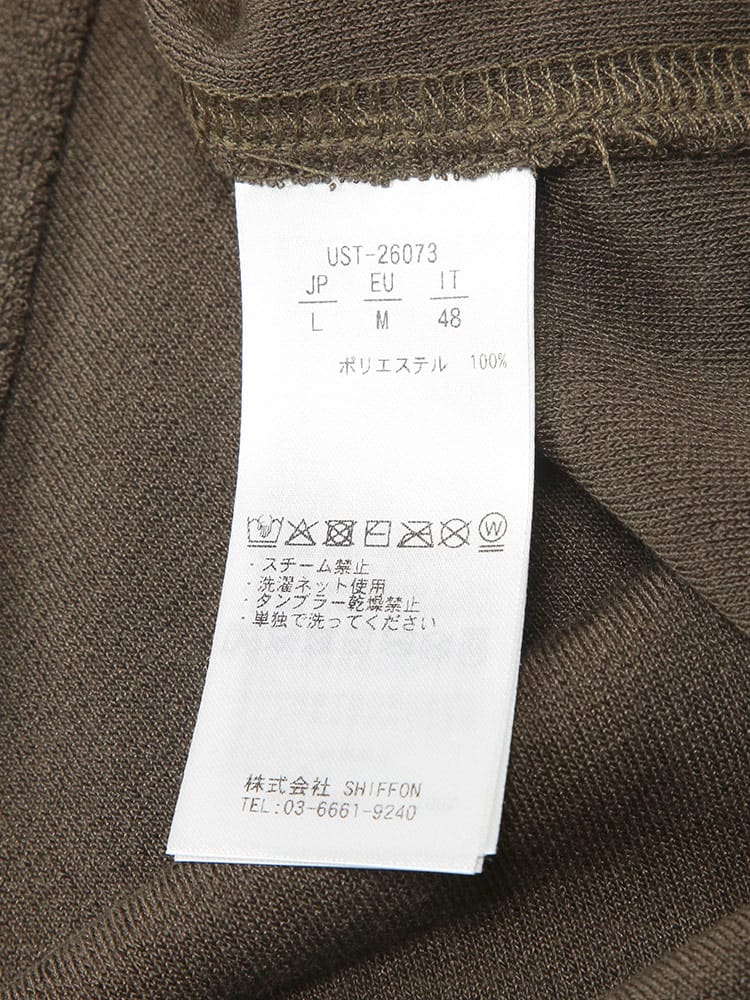 UST-26073
JP EU IT
L M 48
ポリエステル 100%
W
・スチーム禁止
・洗濯ネット使用
・タンブラー乾燥禁止
・単独で洗ってください
株式会社 SHIFFON
TEL:03-6661-9240